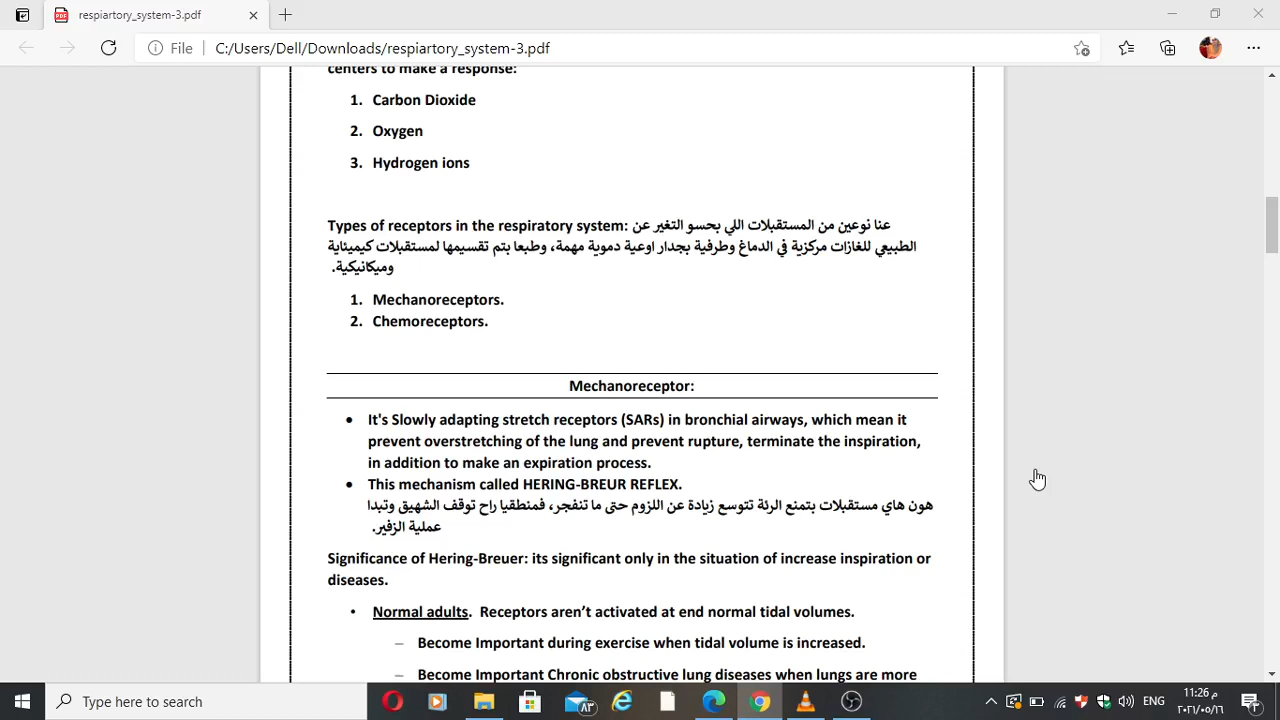 respiartory_system-3.pdf
File
C:/Users/Dell/Downloads/respiartory_system-3.pdf
centers to make a response:
1. Carbon Dioxide
2. Oxygen
3. Hydrogen ions
Types of receptors in the respiratory system: عنا نوعين من المستقبلات اللي بحسو التغير عن
الطبيعي للغازات مركزية في الدماغ وطرفية بجدار اوعية دموية مهمة، وطبعا بتم تقسيمها لمستقبلات كيميئاية
وميكانيكية.
1. Mechanoreceptors.
2. Chemoreceptors.
Mechanoreceptor:
• It's Slowly adapting stretch receptors (SARs) in bronchial airways, which mean it
prevent overstretching of the lung and prevent rupture, terminate the inspiration,
in addition to make an expiration process.
• This mechanism called HERING-BREUR REFLEX.
هون هاي مستقبلات بتمنع الرئة تتوسع زيادة عن اللزوم حتى ما تنفجر، فمنطقيا راح توقف الشهيق وتبدا
عملية الزفير.
Significance of Hering-Breuer: its significant only in the situation of increase inspiration or
diseases.
• Normal adults. Receptors aren’t activated at end normal tidal volumes.
– Become Important during exercise when tidal volume is increased.
– Become Important Chronic obstructive lung diseases when lungs are more
Type here to search
٨٣
ENG
م 11:26
٢٠٢١/٠٥/٢٦